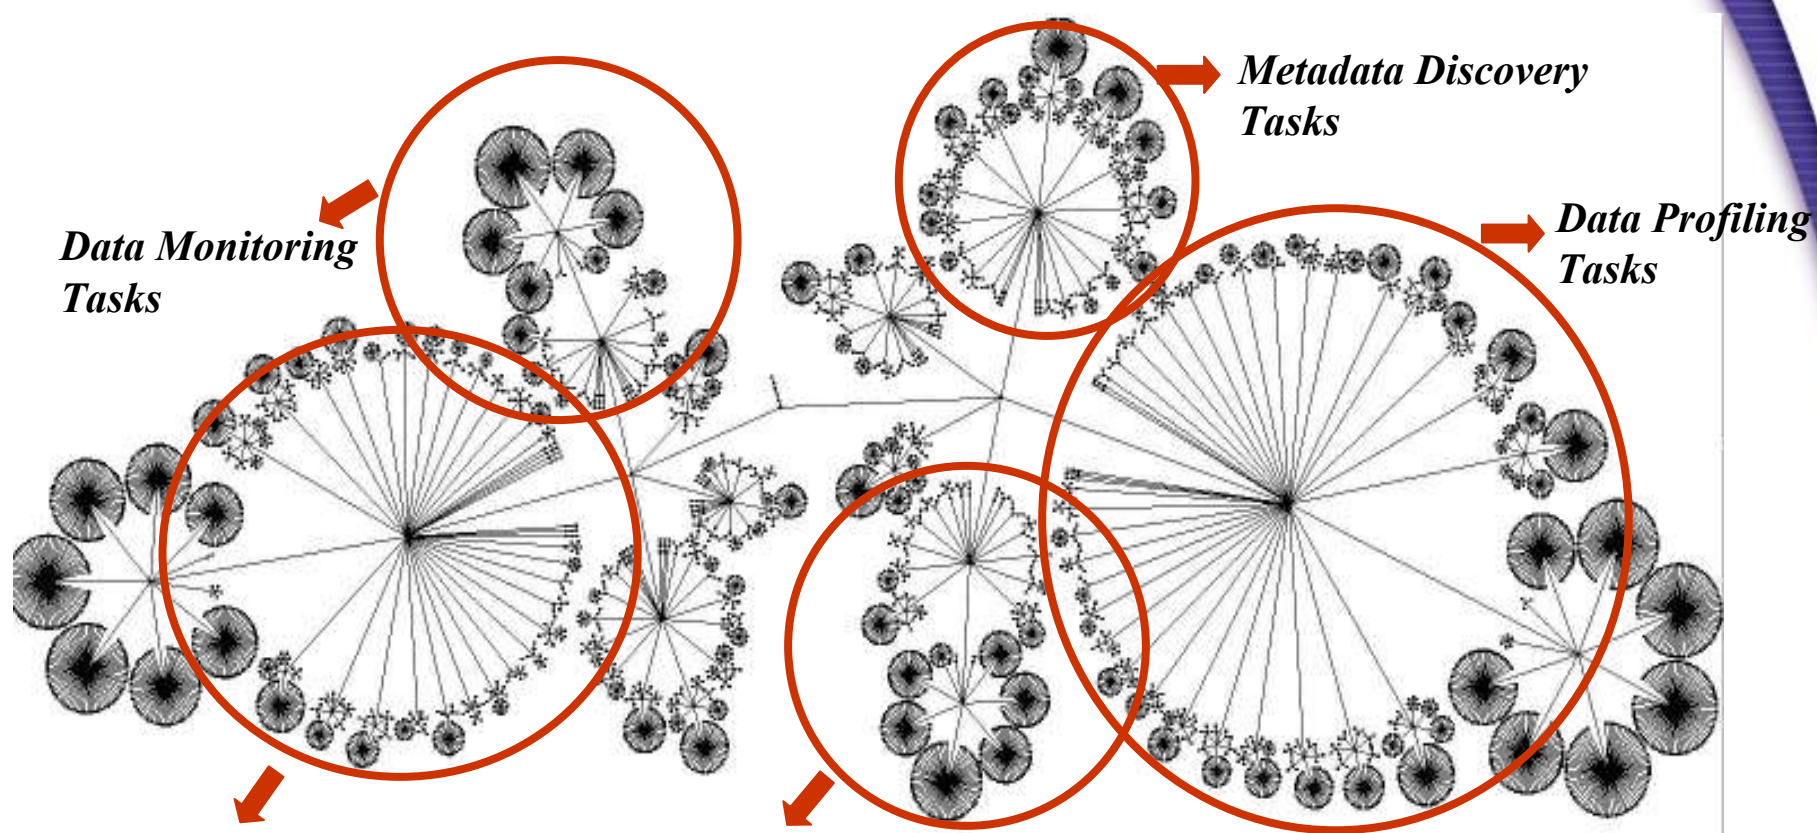 Metadata Discovery
Tasks
Data Profiling
Tasks
Data Monitoring
Tasks